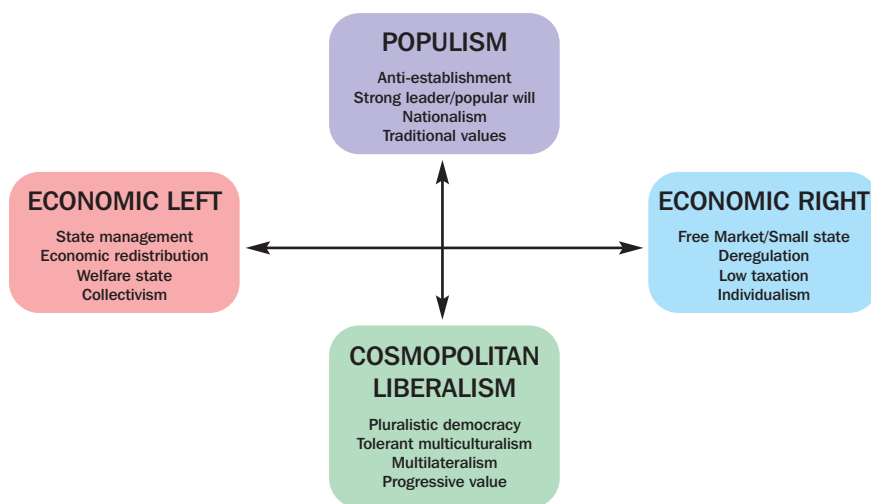 POPULISM
Anti-establishment
Strong leader/popular will
Nationalism
Traditional values
ECONOMIC LEFT
State management
Economic redistribution
Welfare state
Collectivism
ECONOMIC RIGHT
Free Market/Small state
Deregulation
Low taxation
Individualism
COSMOPOLITAN
LIBERALISM
Pluralistic democracy
Tolerant multiculturalism
Multilateralism
Progressive value